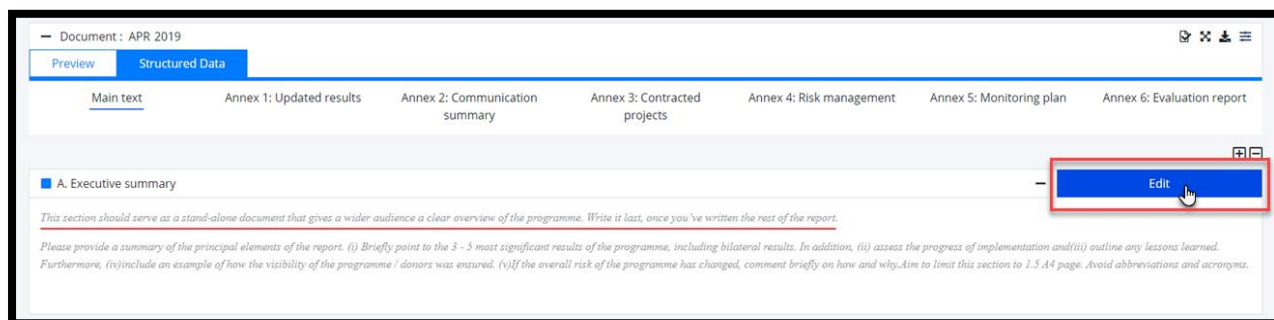 Document : APR 2019
Preview
Structured Data
Main text
Annex 1: Updated results
Annex 2: Communication
summary
Annex 3: Contracted
projects
Annex 4: Risk management
Annex 5: Monitoring plan
Annex 6: Evaluation report
A. Executive summary
Edit
This section should serve as a stand-alone document that gives a wider audience a clear overview of the programme. Write it last, once you've written the rest of the report.
Please provide a summary of the principal elements of the report. (i) Briefly point to the 3 - 5 most significant results of the programme, including bilateral results. In addition, (ii) assess the progress of implementation and(iii) outline any lessons learned.
Furthermore, (iv)include an example of how the visibility of the programme / donors was ensured. (v)If the overall risk of the programme has changed, comment briefly on how and why.Aim to limit this section to 1.5 A4 page. Avoid abbreviations and acronyms.